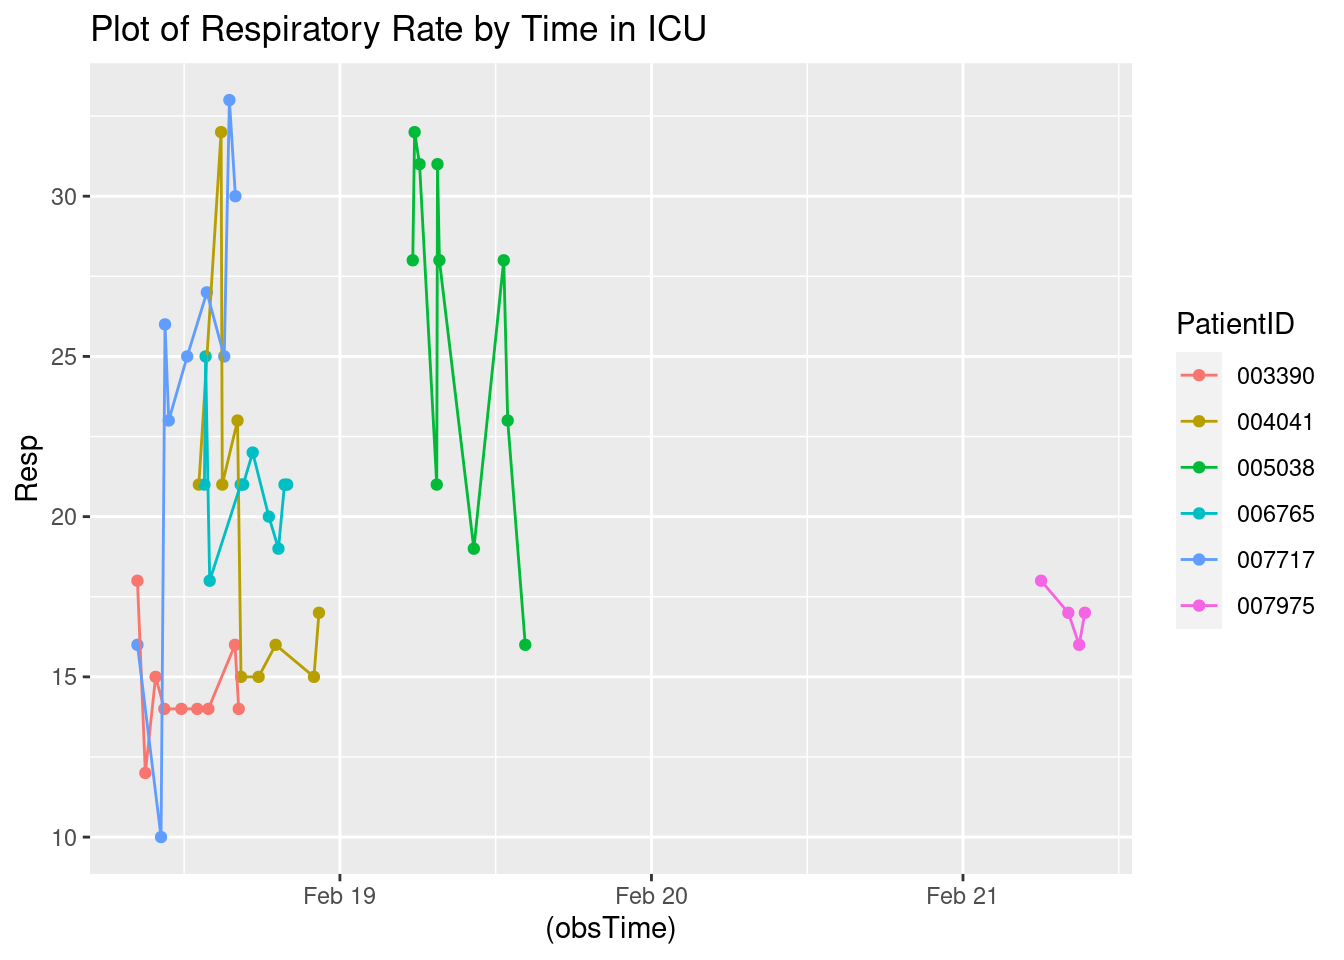 Plot of Respiratory Rate by Time in ICU
Resp
30
25
20
15
10
Feb 19
Feb 20
Feb 21
(obsTime)
PatientID
003390
004041
005038
006765
007717
007975